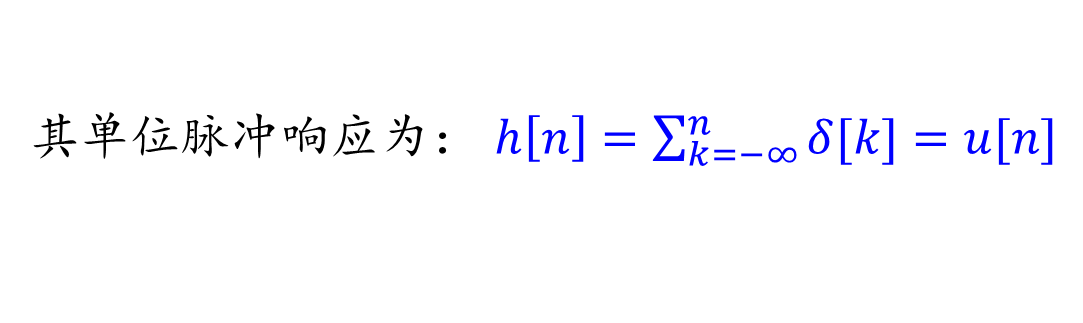 其单位脉冲响应为：h[n] = ∑ₖ₌₋∞ⁿ δ[k] = u[n]